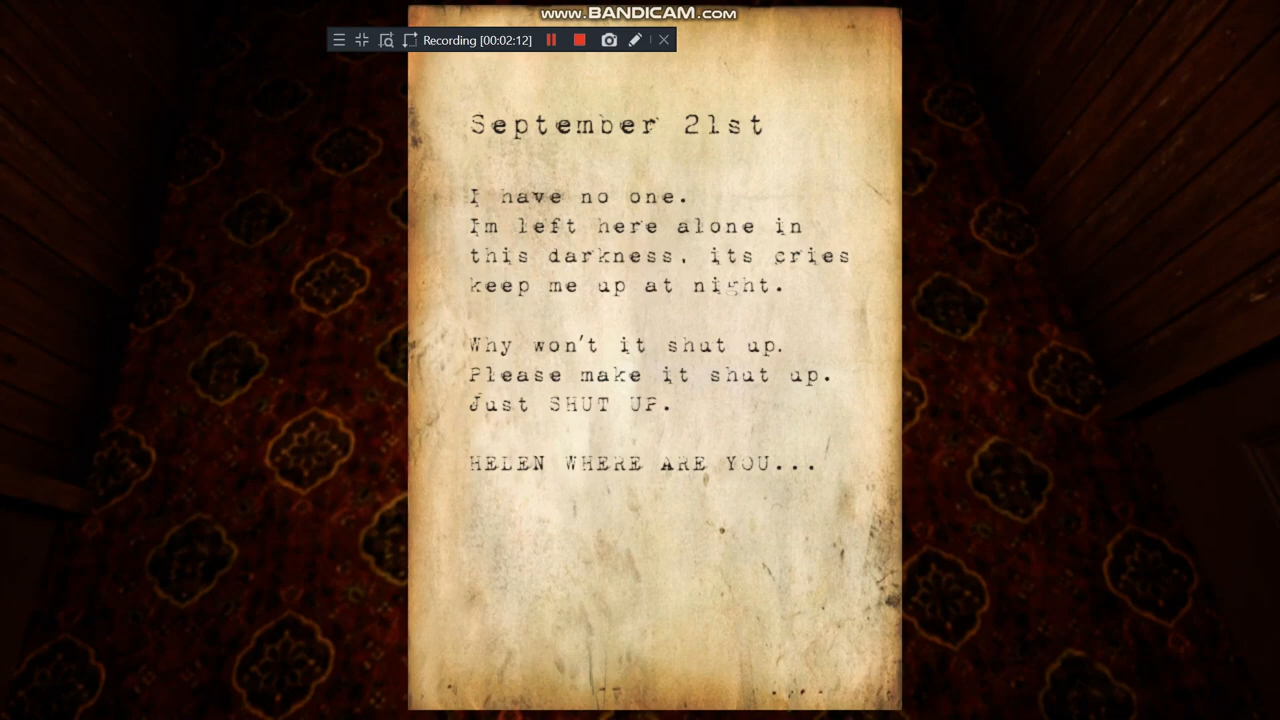 www.BANDICAM.com
Recording [00:02:12]
September 21st
I have no one.
Im left here alone in
this darkness, its cries
keep me up at night.
Why won't it shut up.
Please make it shut up.
Just SHUT UP.
HELEN WHERE ARE YOU...